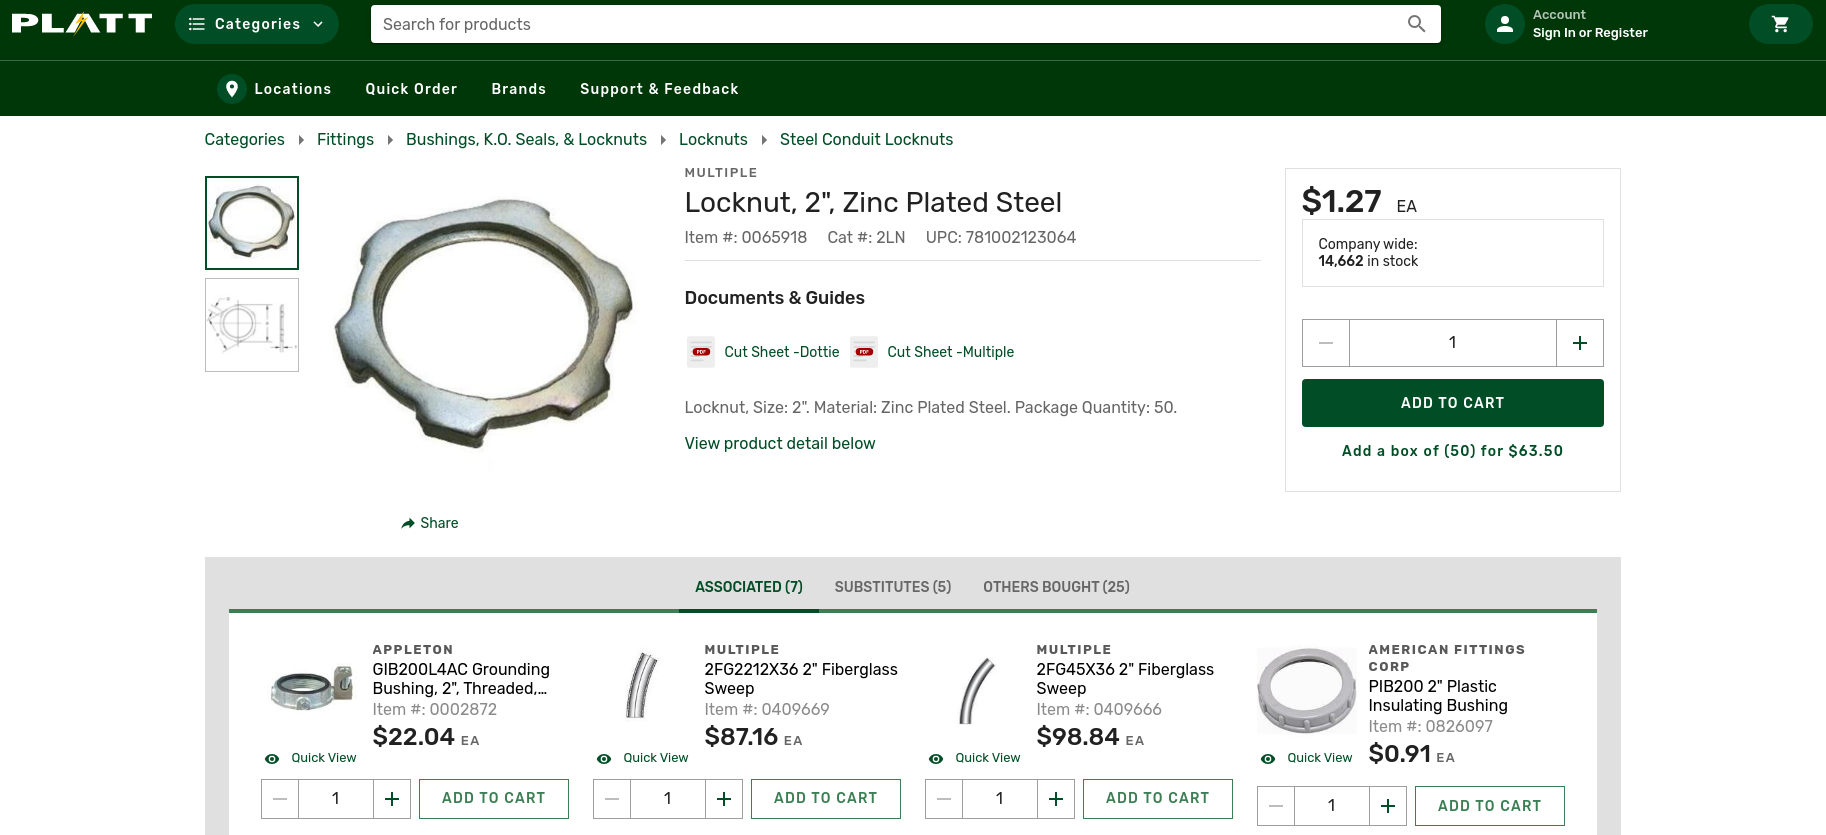 PLATT
Categories
Search for products
Account
Sign In or Register
Locations
Quick Order
Brands
Support & Feedback
Categories
Fittings
Bushings, K.O. Seals, & Locknuts
Locknuts
Steel Conduit Locknuts
MULTIPLE
Locknut, 2", Zinc Plated Steel
Item #: 0065918
Cat #: 2LN
UPC: 781002123064
Documents & Guides
PDF
Cut Sheet -Dottie
PDF
Cut Sheet -Multiple
Locknut, Size: 2". Material: Zinc Plated Steel. Package Quantity: 50.
View product detail below
Share
$1.27 EA
Company wide:
14,662 in stock
1
ADD TO CART
Add a box of (50) for $63.50
ASSOCIATED (7)
SUBSTITUTES (5)
OTHERS BOUGHT (25)
APPLETON
GIB200L4AC Grounding
Bushing, 2", Threaded,...
Item #: 0002872
$22.04 EA
Quick View
1
ADD TO CART
MULTIPLE
2FG2212X36 2" Fiberglass
Sweep
Item #: 0409669
$87.16 EA
Quick View
1
ADD TO CART
MULTIPLE
2FG45X36 2" Fiberglass
Sweep
Item #: 0409666
$98.84 EA
Quick View
1
ADD TO CART
AMERICAN FITTINGS
CORP
PIB200 2" Plastic
Insulating Bushing
Item #: 0826097
$0.91 EA
Quick View
1
ADD TO CART